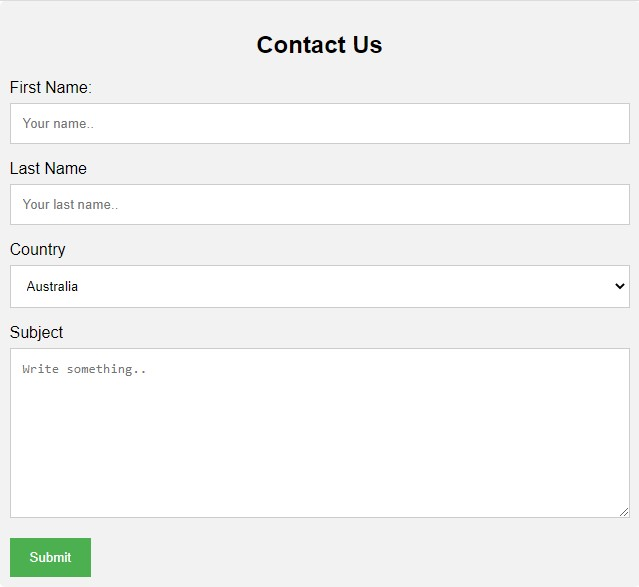 Contact Us
First Name:
Your name..
Last Name
Your last name..
Country
Australia
Subject
Write something..
Submit